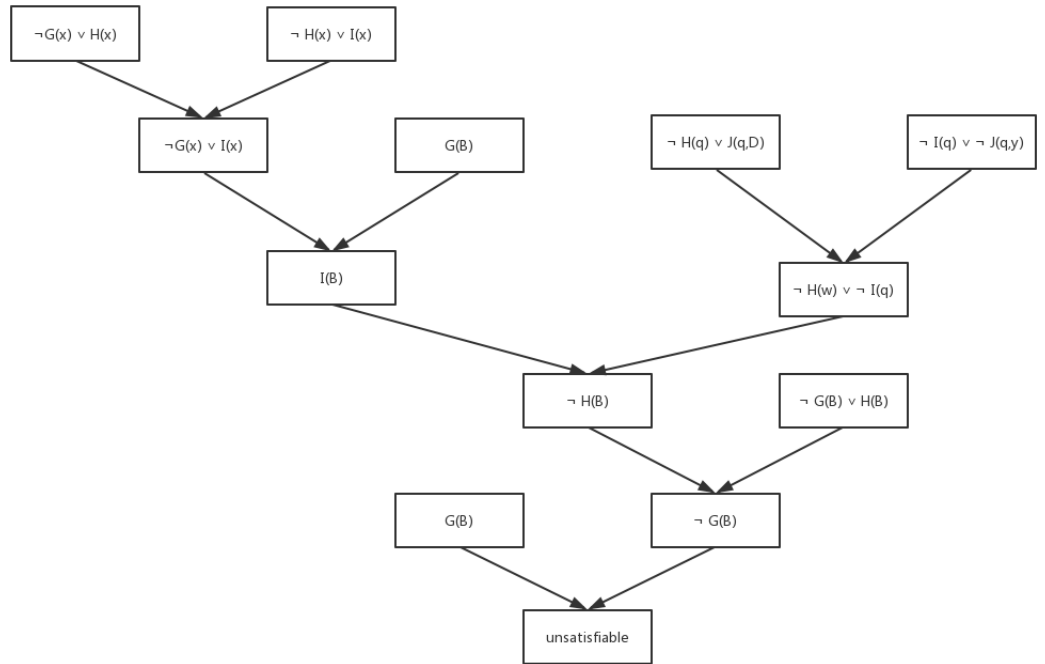 ¬G(x) ∨ H(x)
¬ H(x) ∨ I(x)
¬G(x) ∨ I(x)
G(B)
¬ H(q) ∨ J(q,D)
¬ I(q) ∨ ¬ J(q,y)
I(B)
¬ H(w) ∨ ¬ I(q)
¬ H(B)
¬ G(B) ∨ H(B)
G(B)
¬ G(B)
unsatisfiable